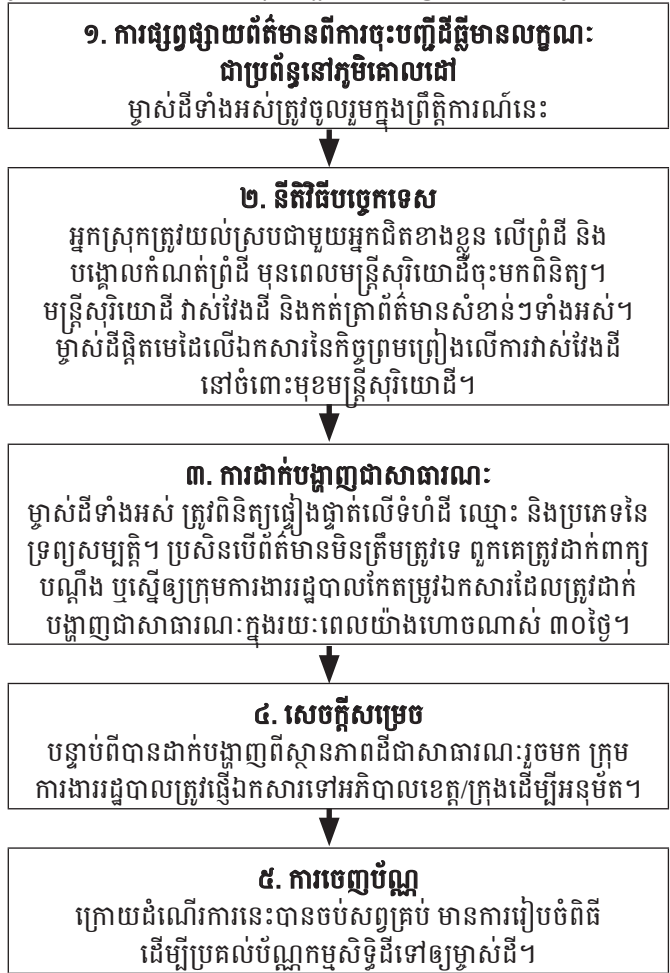 ១. ការផ្សព្វផ្សាយព័ត៌មានពីការចុះបញ្ជីដីធ្លីមានលក្ខណៈ
ជាប្រព័ន្ធនៅភូមិគោលដៅ
ម្ចាស់ដីទាំងអស់ត្រូវចូលរួមក្នុងព្រឹត្តិការណ៍នេះ
២. នីតិវិធីបច្ចេកទេស
អ្នកស្រុកត្រូវយល់ស្របជាមួយអ្នកជិតខាងខ្លួន លើព្រំដី និង
បង្គោលកំណត់ព្រំដី មុនពេលមន្ត្រីសុរិយោដីចុះមកពិនិត្យ។
មន្ត្រីសុរិយោដី វាស់វែងដី និងកត់ត្រាព័ត៌មានសំខាន់ៗទាំងអស់។
ម្ចាស់ដីផ្តិតមេដៃលើឯកសារនៃកិច្ចព្រមព្រៀងលើការវាស់វែងដី
នៅចំពោះមុខមន្ត្រីសុរិយោដី។
៣. ការដាក់បង្ហាញជាសាធារណៈ
ម្ចាស់ដីទាំងអស់ ត្រូវពិនិត្យផ្ទៀងផ្ទាត់លើទំហំដី ឈ្មោះ និងប្រភេទនៃ
ទ្រព្យសម្បត្តិ។ ប្រសិនបើព័ត៌មានមិនត្រឹមត្រូវទេ ពួកគេត្រូវដាក់ពាក្យ
បណ្តឹង ឬស្នើឲ្យក្រុមការងាររដ្ឋបាលកែតម្រូវឯកសារដែលត្រូវដាក់
បង្ហាញជាសាធារណៈក្នុងរយៈពេលយ៉ាងហោចណាស់ ៣០ថ្ងៃ។
៤. សេចក្តីសម្រេច
បន្ទាប់ពីបានដាក់បង្ហាញពីស្ថានភាពដីជាសាធារណៈរួចមក ក្រុម
ការងាររដ្ឋបាលត្រូវផ្ញើឯកសារទៅអភិបាលខេត្ត/ក្រុងដើម្បីអនុម័ត។
៥. ការចេញប័ណ្ណ
ក្រោយដំណើរការនេះបានចប់សព្វគ្រប់ មានការរៀបចំពិធី
ដើម្បីប្រគល់ប័ណ្ណកម្មសិទ្ធិដីទៅឲ្យម្ចាស់ដី។